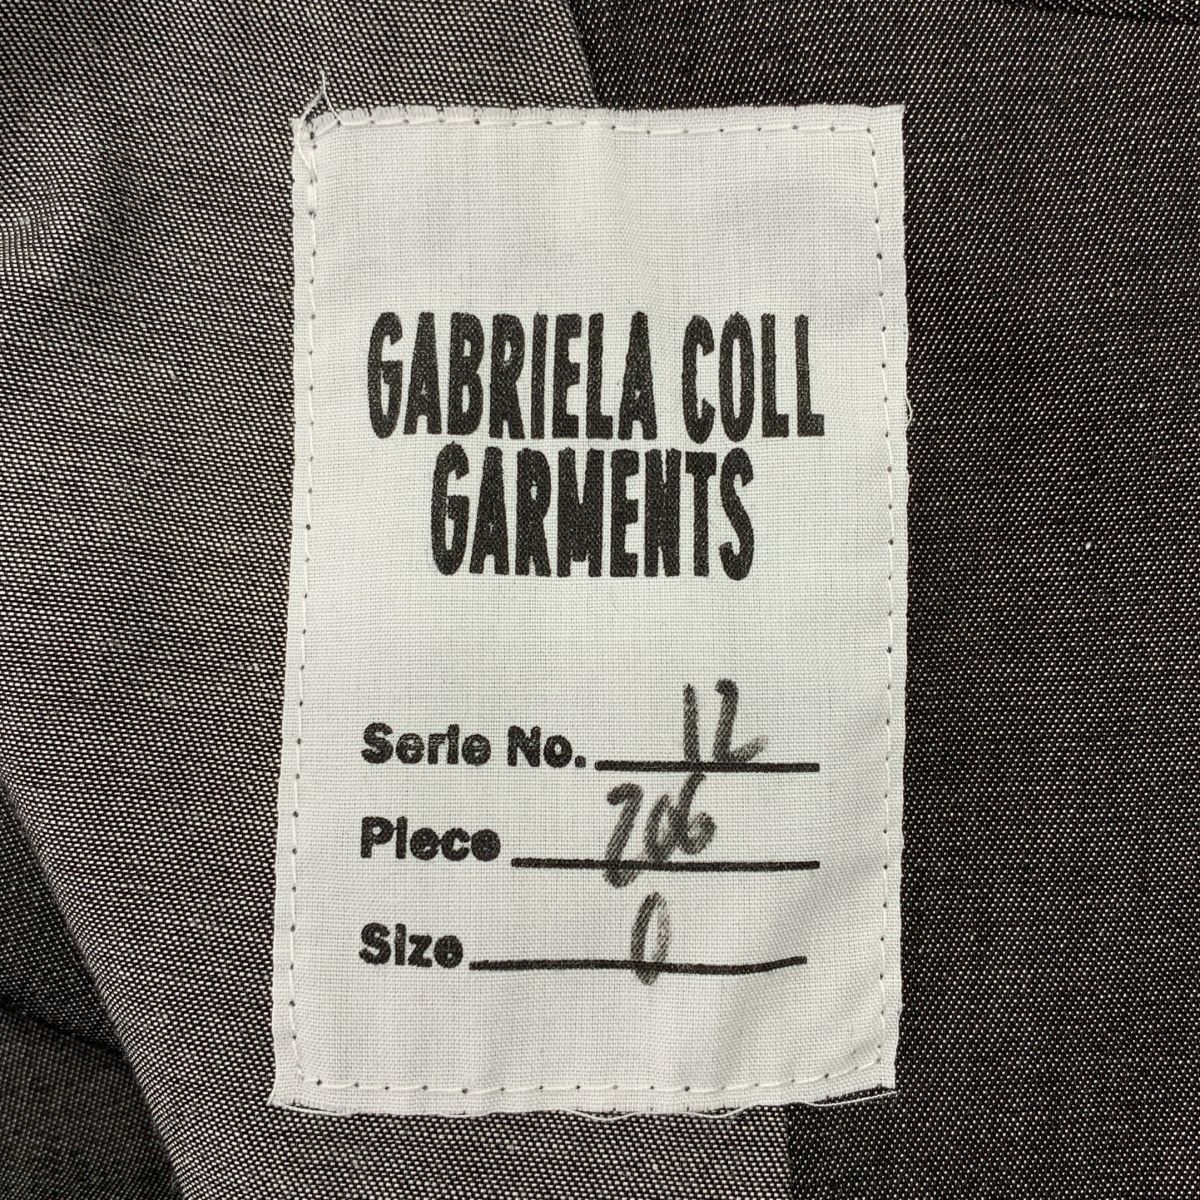 GABRIELA COLL
GARMENTS
Serie No. 12
Piece 206
Size 0